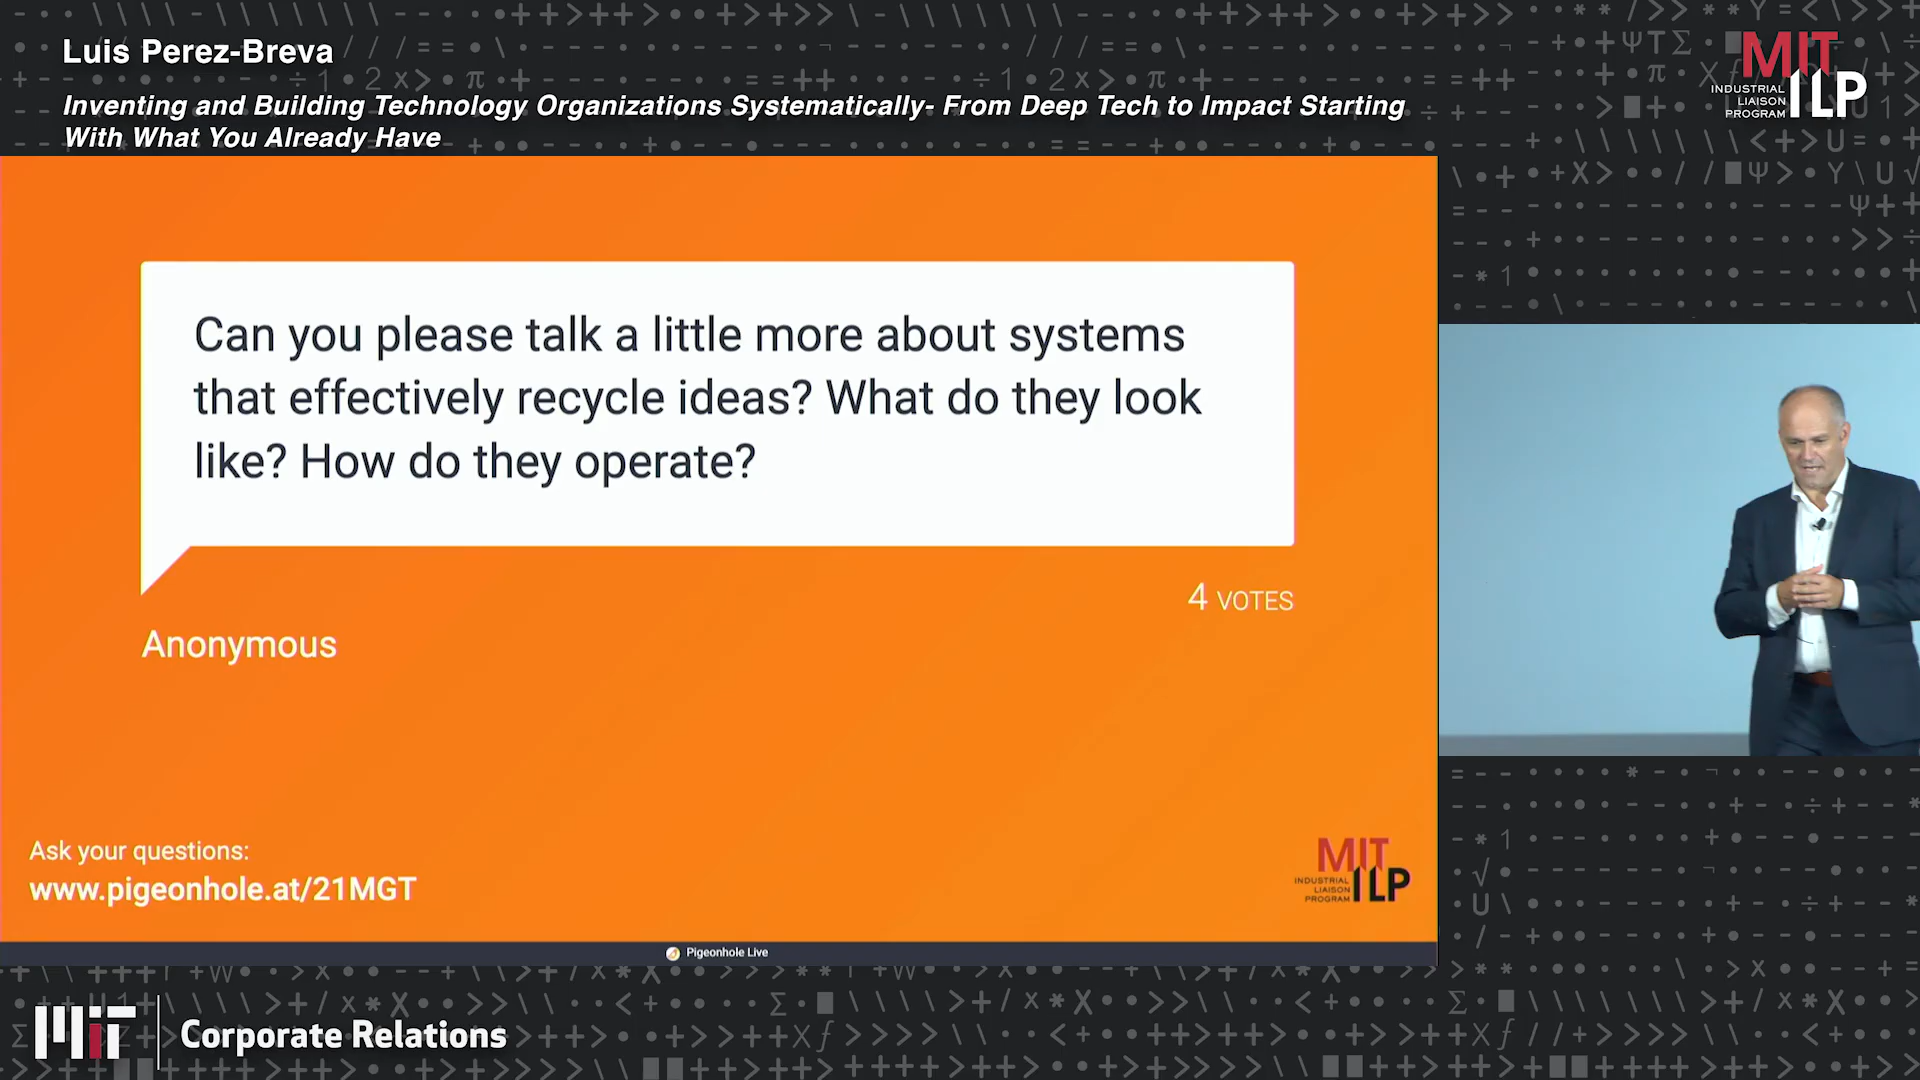 Luis Perez-Breva
Inventing and Building Technology Organizations Systematically- From Deep Tech to Impact Starting
With What You Already Have
MIT
INDUSTRIAL
LIAISON
PROGRAM
ILP
Can you please talk a little more about systems
that effectively recycle ideas? What do they look
like? How do they operate?
4 VOTES
Anonymous
Ask your questions:
www.pigeonhole.at/21MGT
MIT
INDUSTRIAL
LIAISON
PROGRAM
ILP
Pigeonhole Live
MIT
Corporate Relations